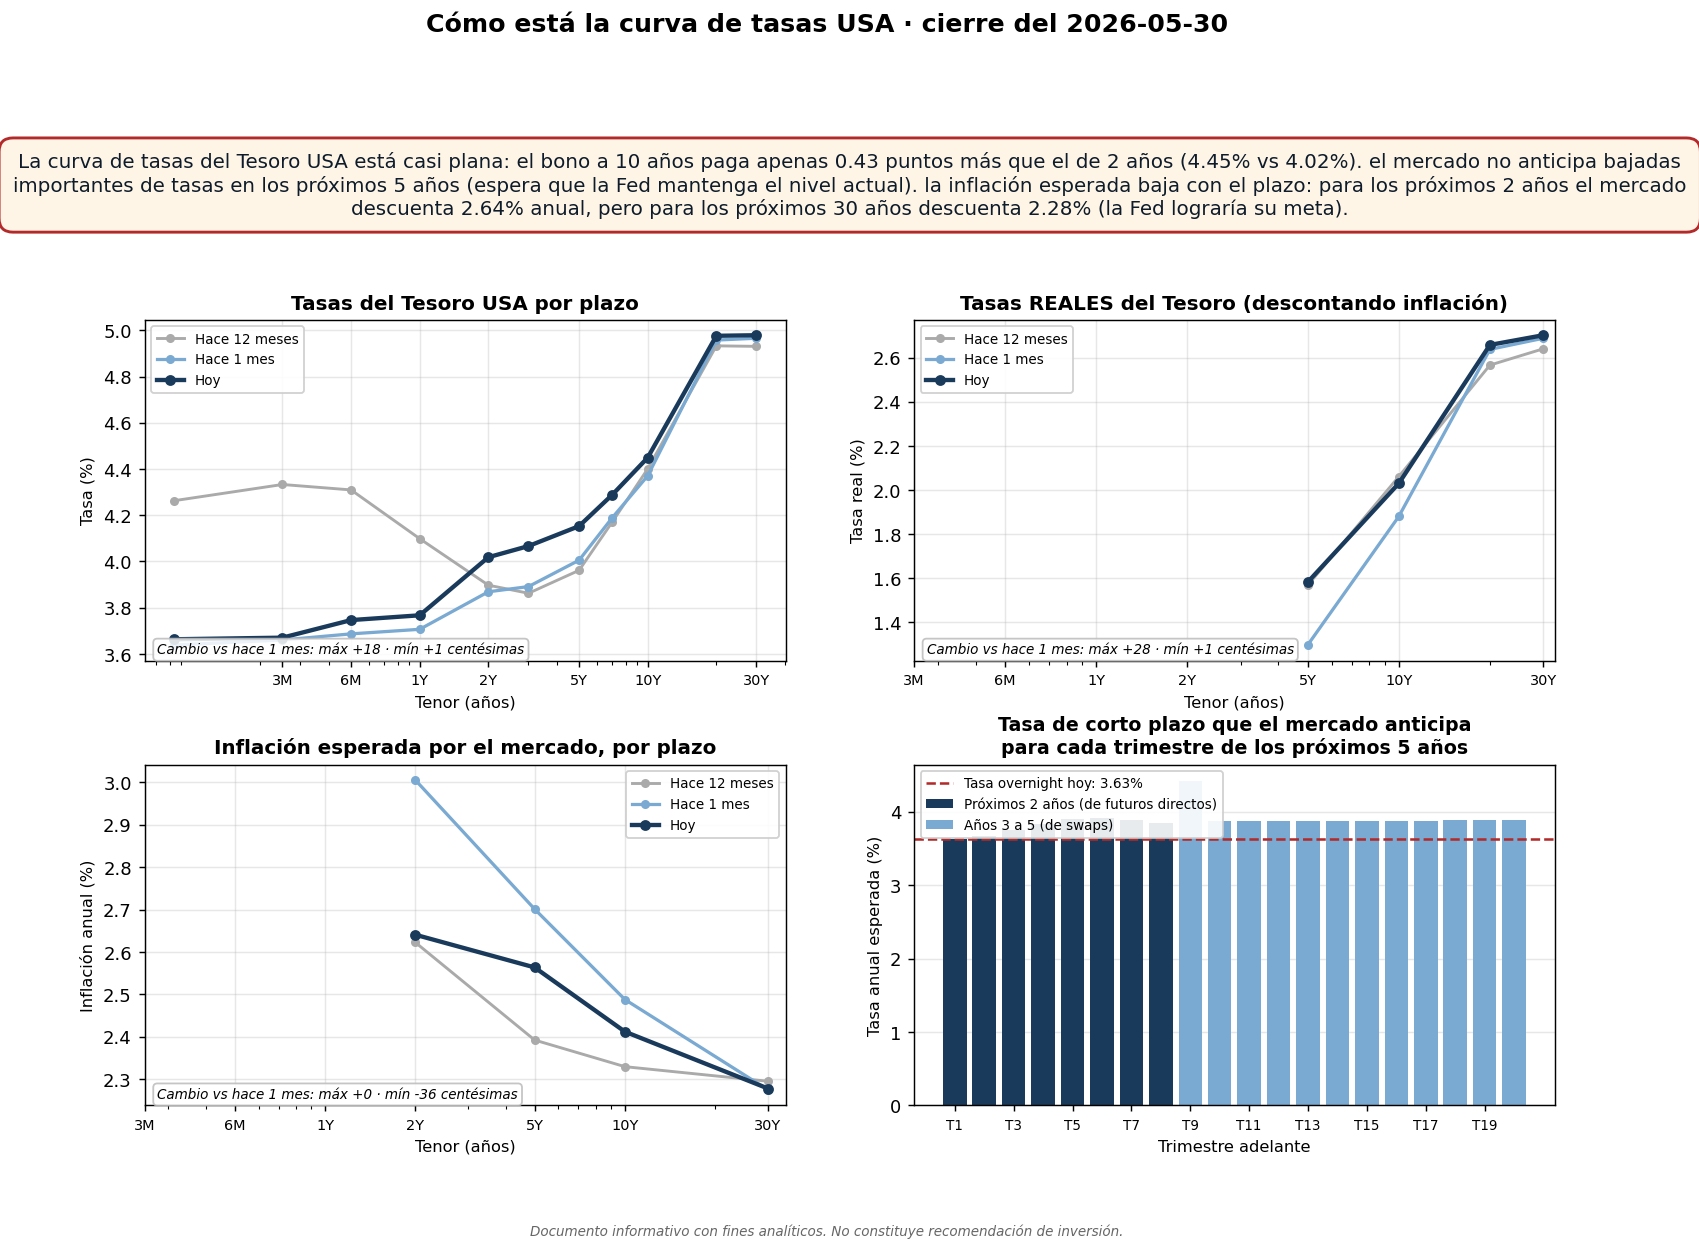 Cómo está la curva de tasas USA · cierre del 2026-05-30
La curva de tasas del Tesoro USA está casi plana: el bono a 10 años paga apenas 0.43 puntos más que el de 2 años (4.45% vs 4.02%). el mercado no anticipa bajadas
importantes de tasas en los próximos 5 años (espera que la Fed mantenga el nivel actual). la inflación esperada baja con el plazo: para los próximos 2 años el mercado
descuenta 2.64% anual, pero para los próximos 30 años descuenta 2.28% (la Fed lograría su meta).
Tasas del Tesoro USA por plazo
Hace 12 meses
Hace 1 mes
Hoy
Tasa (%)
5.0
4.8
4.6
4.4
4.2
4.0
3.8
3.6
Cambio vs hace 1 mes: máx +18 · mín +1 centésimas
3M 6M 1Y 2Y 5Y 10Y 30Y
Tenor (años)
Tasas REALES del Tesoro (descontando inflación)
Hace 12 meses
Hace 1 mes
Hoy
Tasa real (%)
2.6
2.4
2.2
2.0
1.8
1.6
1.4
Cambio vs hace 1 mes: máx +28 · mín +1 centésimas
3M 6M 1Y 2Y 5Y 10Y 30Y
Tenor (años)
Inflación esperada por el mercado, por plazo
Hace 12 meses
Hace 1 mes
Hoy
Inflación anual (%)
3.0
2.9
2.8
2.7
2.6
2.5
2.4
2.3
Cambio vs hace 1 mes: máx +0 · mín -36 centésimas
3M 6M 1Y 2Y 5Y 10Y 30Y
Tenor (años)
Tasa de corto plazo que el mercado anticipa
para cada trimestre de los próximos 5 años
Tasa overnight hoy: 3.63%
Próximos 2 años (de futuros directos)
Años 3 a 5 (de swaps)
Tasa anual esperada (%)
4
3
2
1
0
T1 T3 T5 T7 T9 T11 T13 T15 T17 T19
Trimestre adelante
Documento informativo con fines analíticos. No constituye recomendación de inversión.